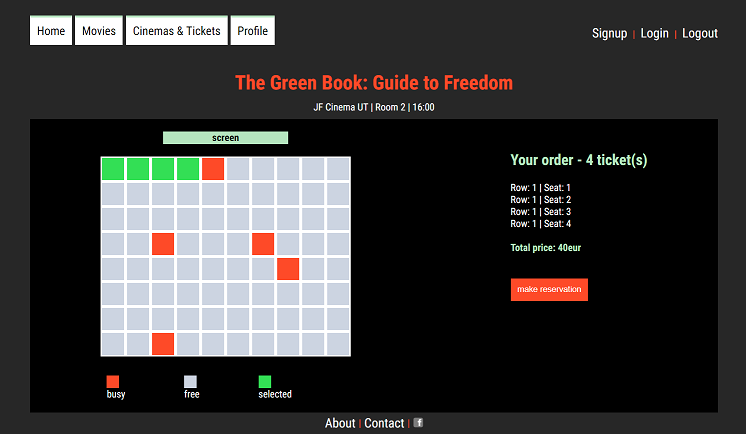 Home Movies Cinemas & Tickets Profile
Signup | Login | Logout
The Green Book: Guide to Freedom
JF Cinema UT | Room 2 | 16:00
screen
Your order - 4 ticket(s)
Row: 1 | Seat: 1
Row: 1 | Seat: 2
Row: 1 | Seat: 3
Row: 1 | Seat: 4
Total price: 40eur
make reservation
busy free selected
About | Contact | f